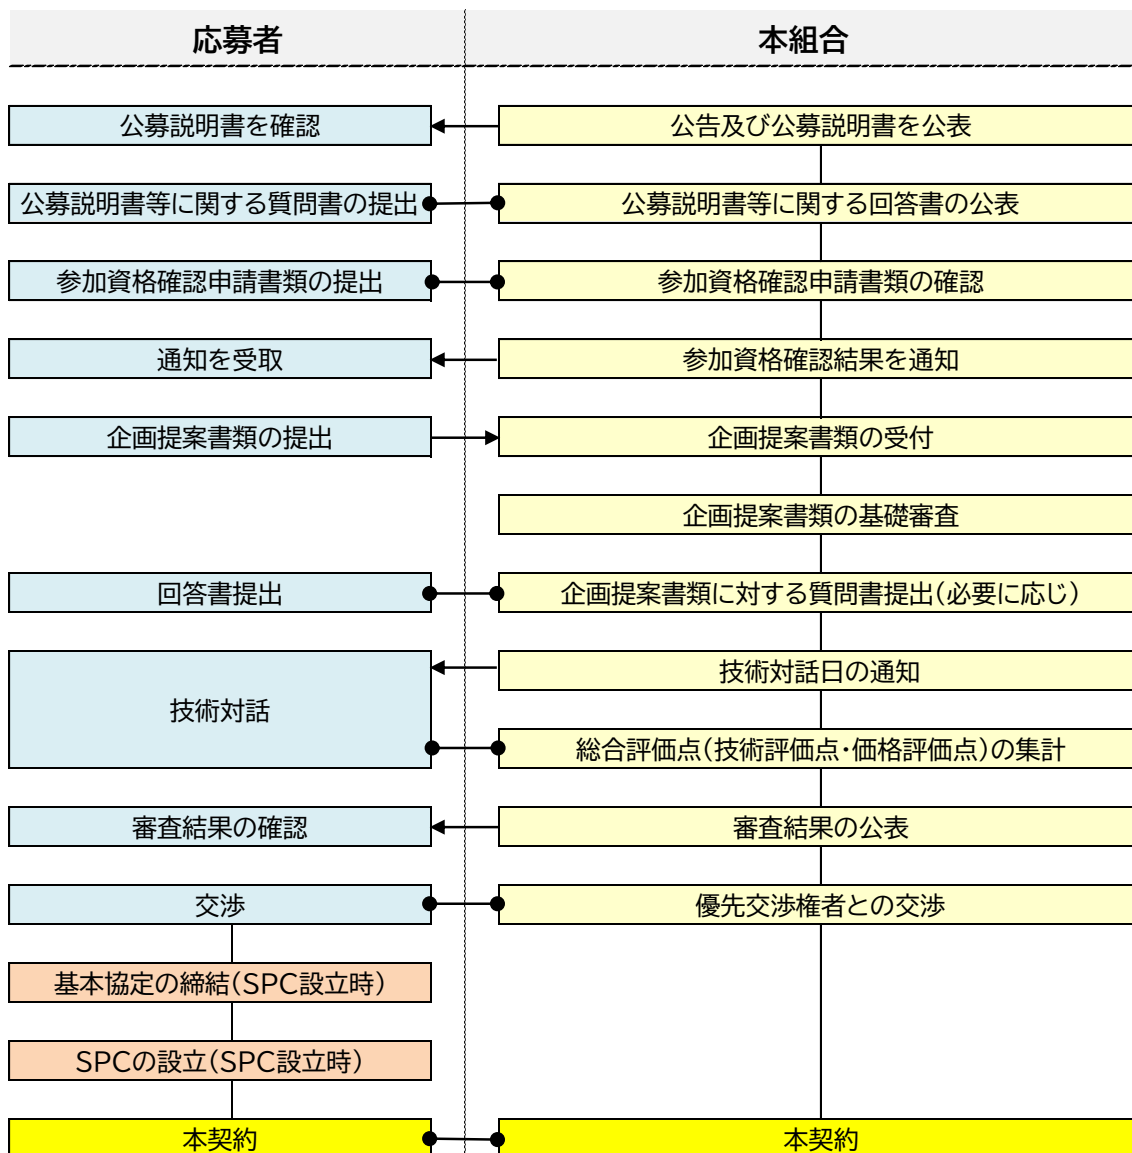 応募者
本組合
公募説明書を確認
公告及び公募説明書を公表
公募説明書等に関する質問書の提出
公募説明書等に関する回答書の公表
参加資格確認申請書類の提出
参加資格確認申請書類の確認
通知を受取
参加資格確認結果を通知
企画提案書類の提出
企画提案書類の受付
企画提案書類の基礎審査
回答書提出
企画提案書類に対する質問書提出(必要に応じ)
技術対話日の通知
技術対話
総合評価点(技術評価点・価格評価点)の集計
審査結果の確認
審査結果の公表
交渉
優先交渉権者との交渉
基本協定の締結(SPC設立時)
SPCの設立(SPC設立時)
本契約
本契約